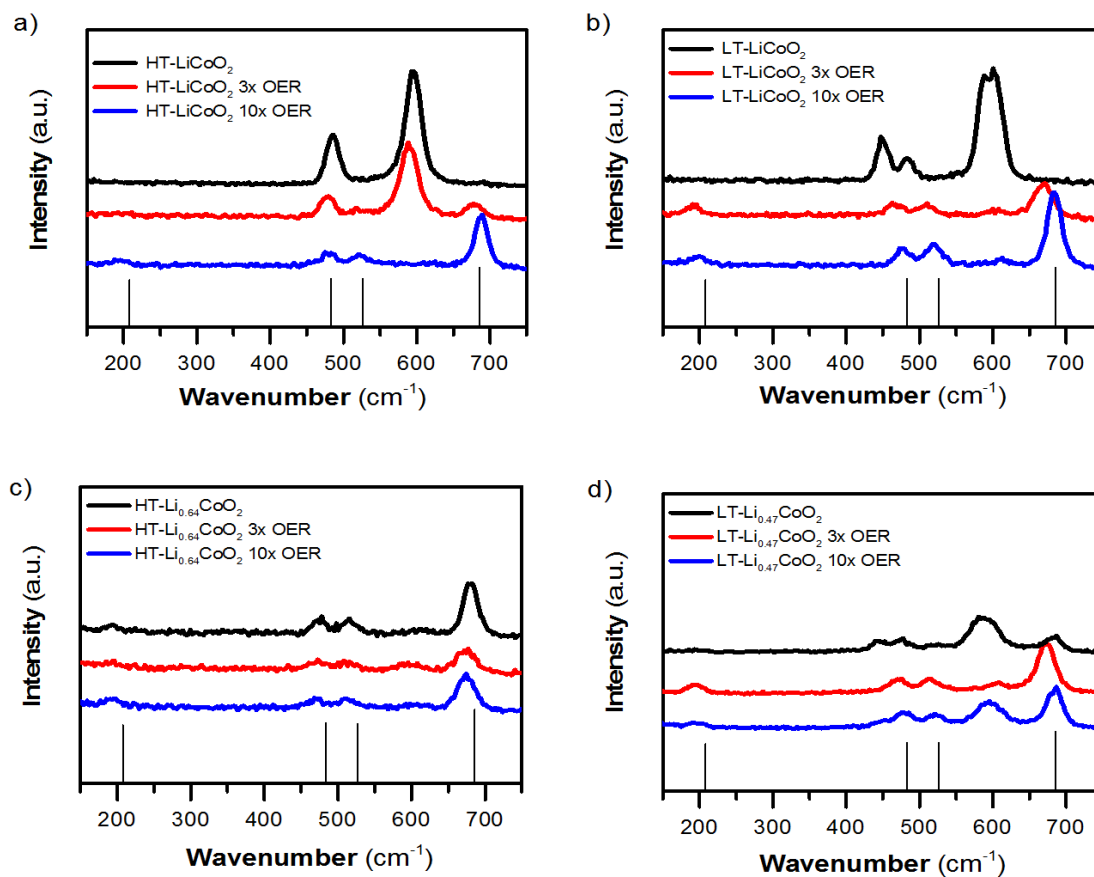 a)
HT-LiCoO₂
HT-LiCoO₂ 3x OER
HT-LiCoO₂ 10x OER
Intensity (a.u.)
200 300 400 500 600 700
Wavenumber (cm⁻¹)
b)
LT-LiCoO₂
LT-LiCoO₂ 3x OER
LT-LiCoO₂ 10x OER
Intensity (a.u.)
200 300 400 500 600 700
Wavenumber (cm⁻¹)
c)
HT-Li₀.₆₄CoO₂
HT-Li₀.₆₄CoO₂ 3x OER
HT-Li₀.₆₄CoO₂ 10x OER
Intensity (a.u.)
200 300 400 500 600 700
Wavenumber (cm⁻¹)
d)
LT-Li₀.₄₇CoO₂
LT-Li₀.₄₇CoO₂ 3x OER
LT-Li₀.₄₇CoO₂ 10x OER
Intensity (a.u.)
200 300 400 500 600 700
Wavenumber (cm⁻¹)